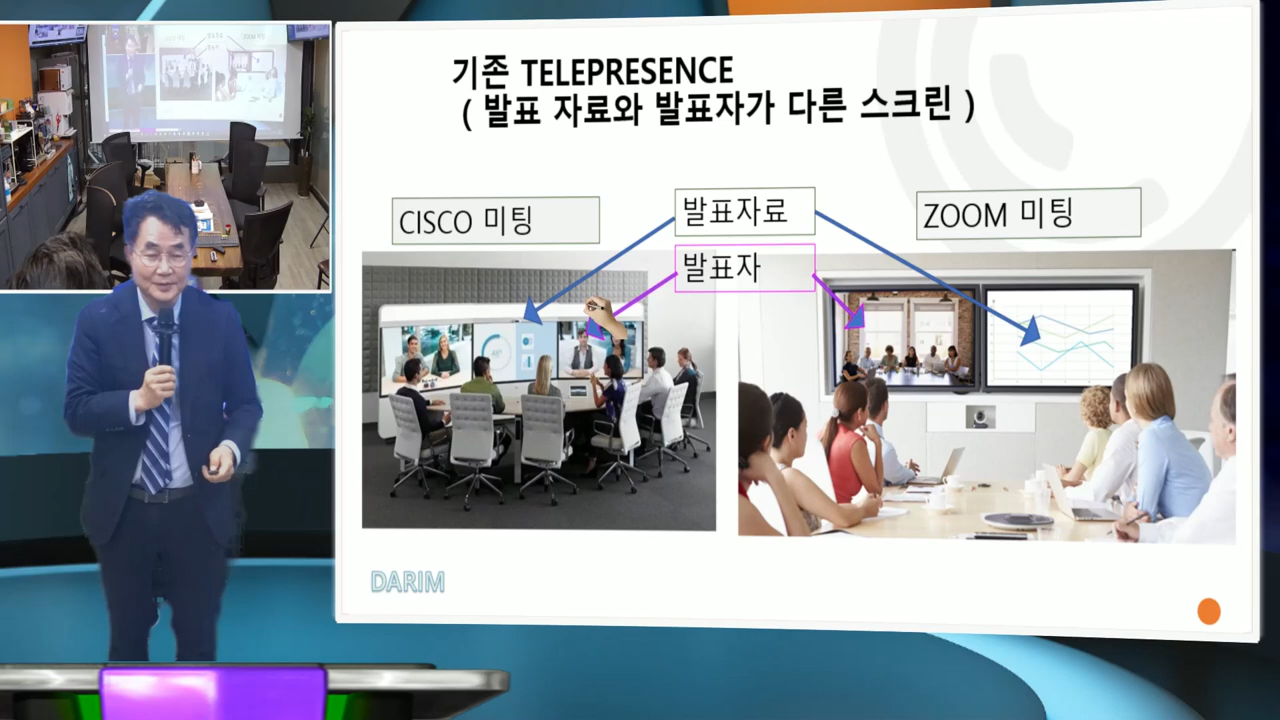 기존 TELEPRESENCE
( 발표 자료와 발표자가 다른 스크린 )
CISCO 미팅
발표자료
ZOOM 미팅
발표자
DARIM